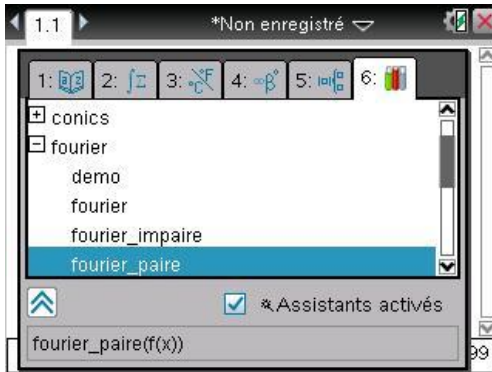 1.1 *Non enregistré
1: 2: ∫Σ 3: °C°F 4: ∞β° 5: 6:
conics
fourier
demo
fourier
fourier_impaire
fourier_paire
Assistants activés
fourier_paire(f(x))
99